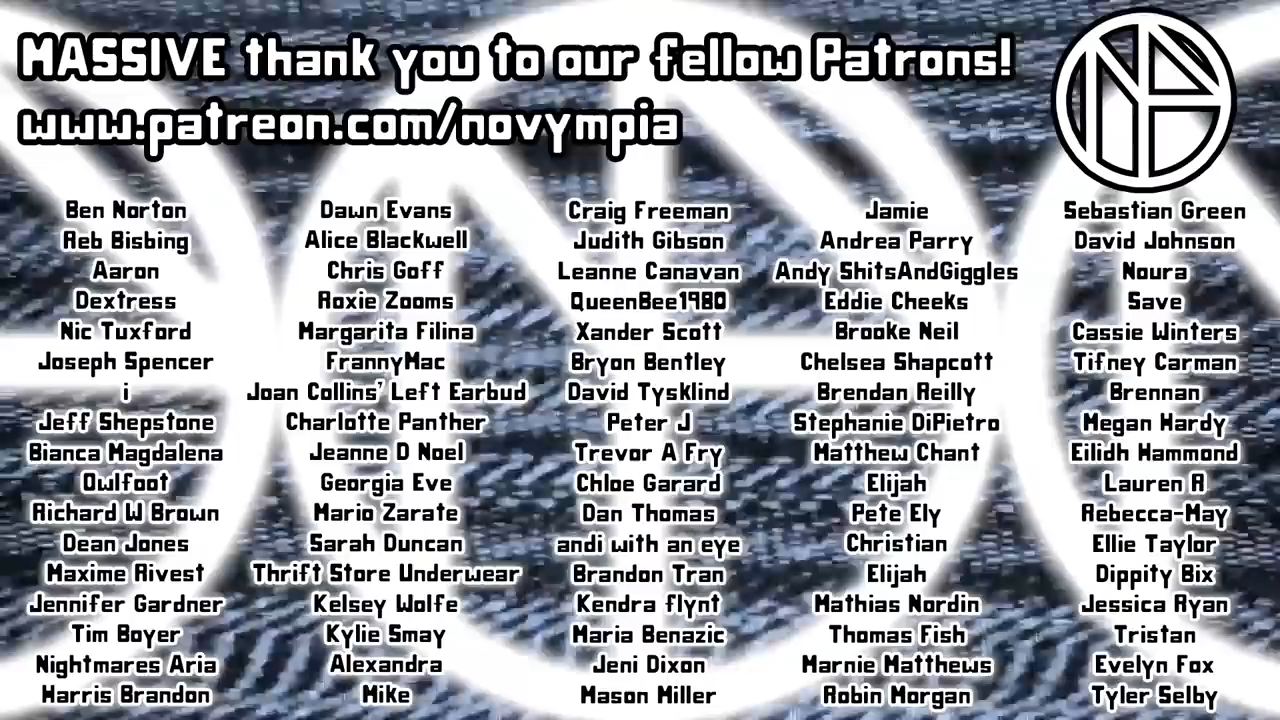 MASSIVE thank you to our fellow Patrons!
www.patreon.com/novympia
Ben Norton
Reb Bisbing
Aaron
Dextress
Nic Tuxford
Joseph Spencer
i
Jeff Shepstone
Bianca Magdalena
Owlfoot
Richard W Brown
Dean Jones
Maxime Rivest
Jennifer Gardner
Tim Boyer
Nightmares Aria
Harris Brandon
Dawn Evans
Alice Blackwell
Chris Goff
Roxie Zooms
Margarita Filina
FrannyMac
Joan Collins' Left Earbud
Charlotte Panther
Jeanne D Noel
Georgia Eve
Mario Zarate
Sarah Duncan
Thrift Store Underwear
Kelsey Wolfe
Kylie Smay
Alexandra
Mike
Craig Freeman
Judith Gibson
Leanne Canavan
QueenBee1980
Xander Scott
Bryon Bentley
David Tysklind
Peter J
Trevor A Fry
Chloe Garard
Dan Thomas
andi with an eye
Brandon Tran
Kendra flynt
Maria Benazic
Jeni Dixon
Mason Miller
Jamie
Andrea Parry
Andy ShitsAndGiggles
Eddie Cheeks
Brooke Neil
Chelsea Shapcott
Brendan Reilly
Stephanie DiPietro
Matthew Chant
Elijah
Pete Ely
Christian
Elijah
Mathias Nordin
Thomas Fish
Marnie Matthews
Robin Morgan
Sebastian Green
David Johnson
Noura
Save
Cassie Winters
Tifney Carman
Brennan
Megan Hardy
Eilidh Hammond
Lauren A
Rebecca-May
Ellie Taylor
Dippity Bix
Jessica Ryan
Tristan
Evelyn Fox
Tyler Selby